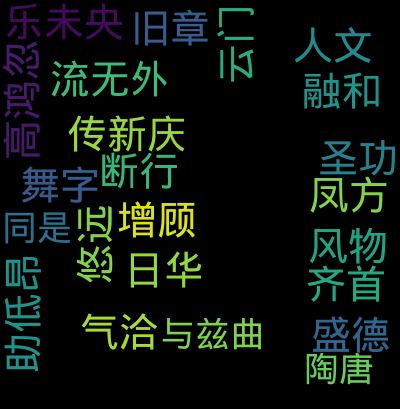 乐未央
旧章
云门
人文
高鸿忽
流无外
融和
传新庆
断行
圣功
舞字
凤方
同是
悠远
增顾
风物
日华
齐首
助低昂
气洽
与兹曲
盛德
陶唐